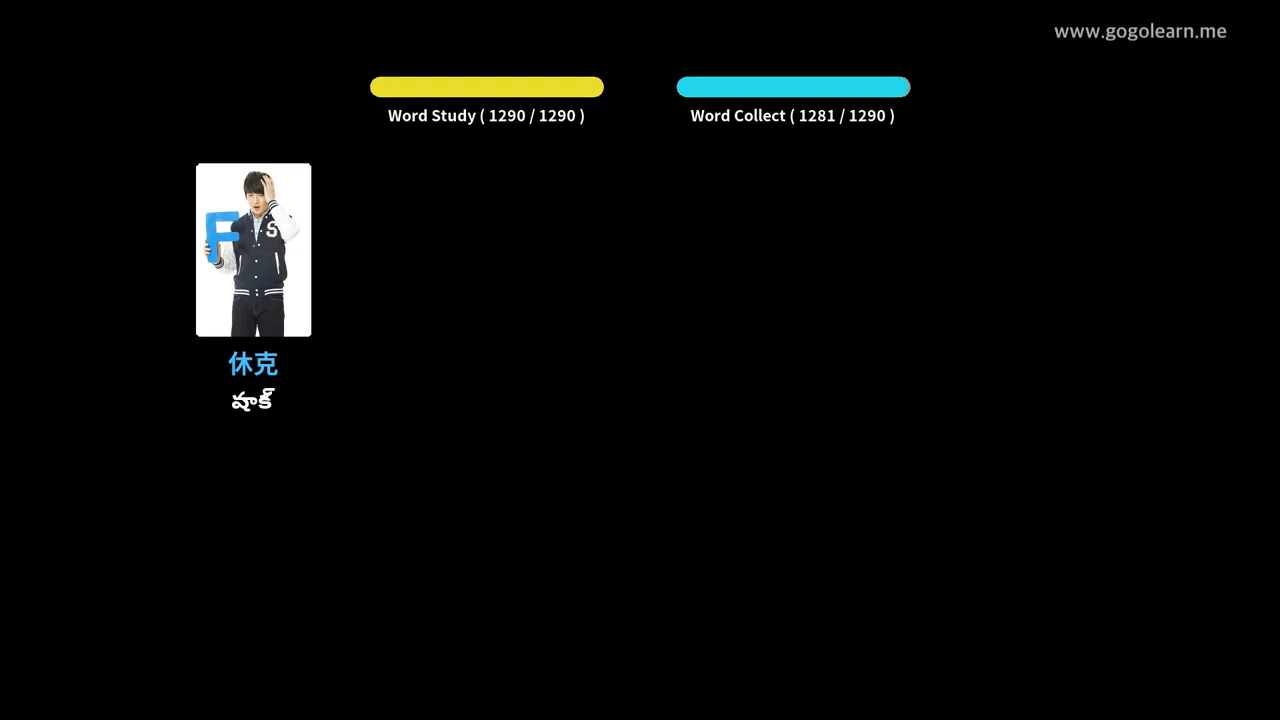 www.gogolearn.me
Word Study ( 1290 / 1290 )
Word Collect ( 1281 / 1290 )
F
S
休克
షాక్